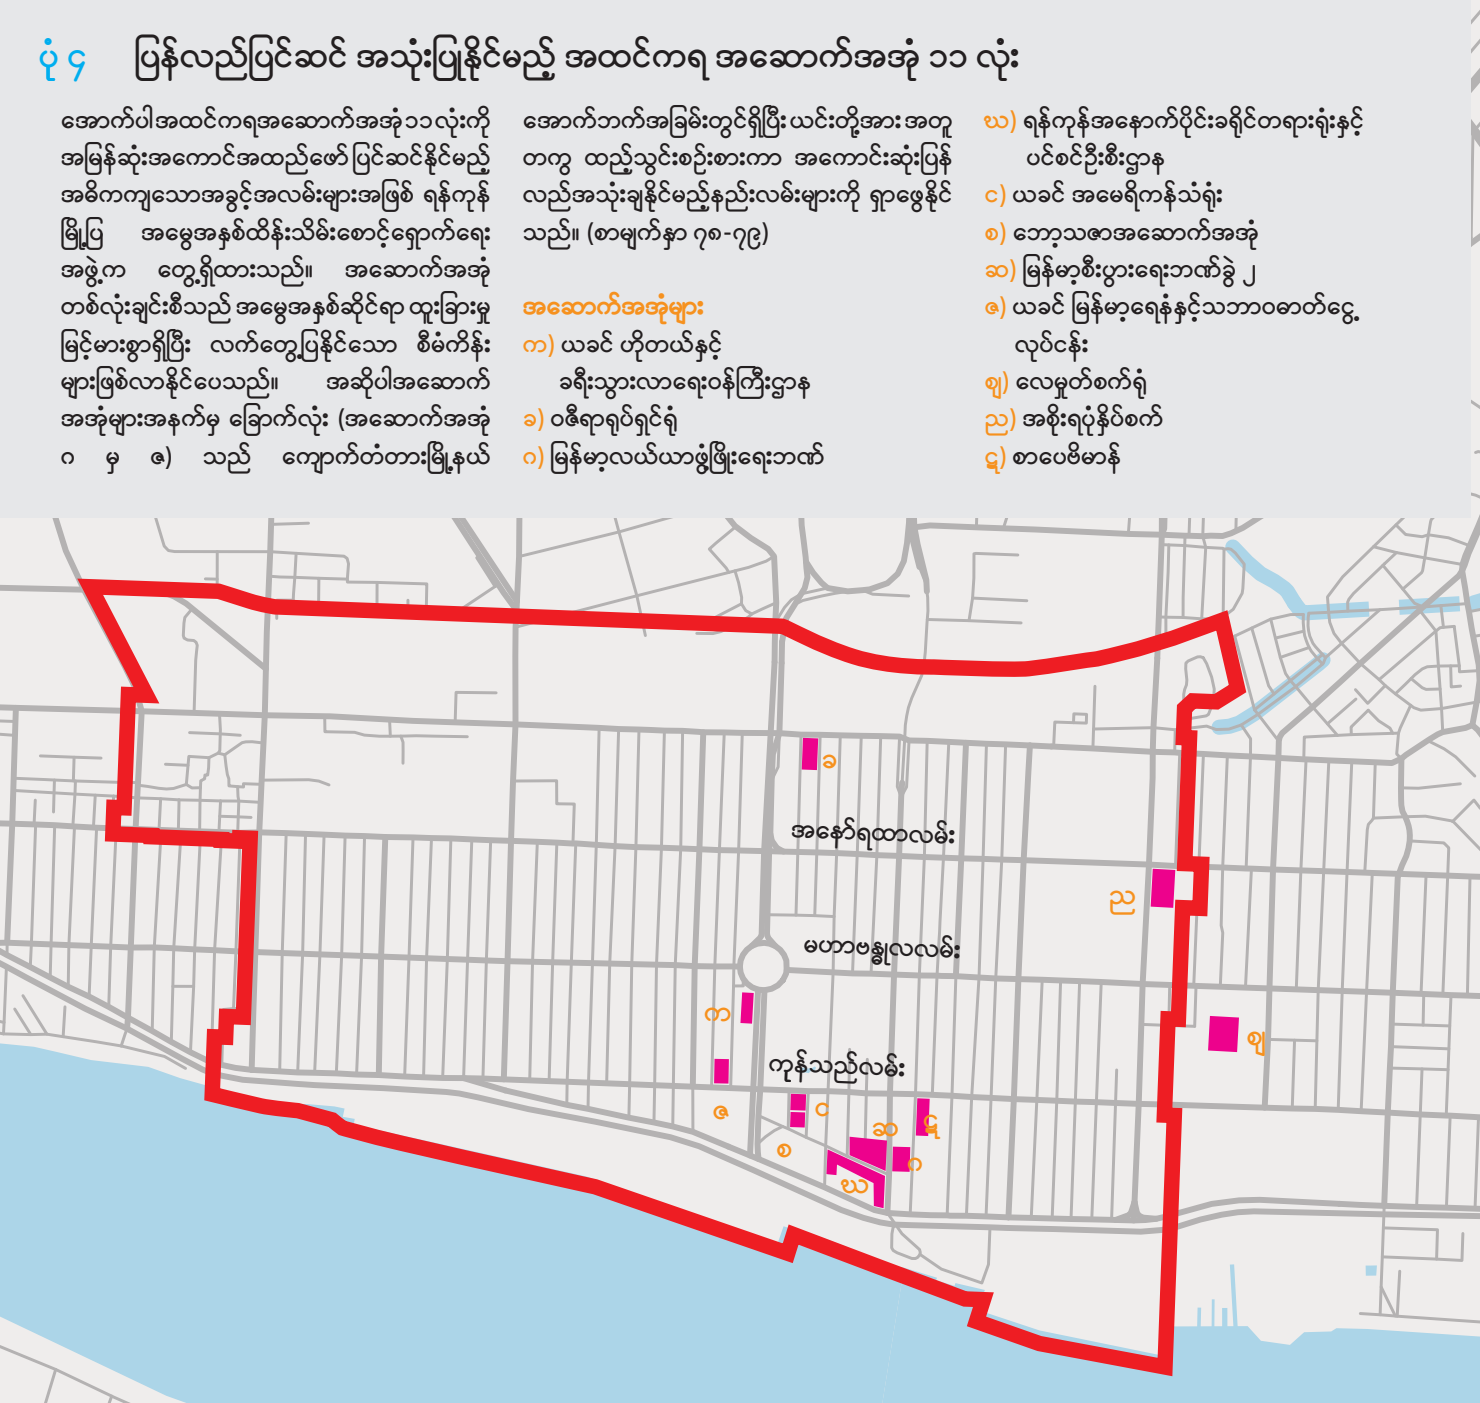 ပုံ ၄ ပြန်လည်ပြင်ဆင် အသုံးပြုနိုင်မည့် အထင်ကရ အဆောက်အအုံ ၁၁ လုံး
အောက်ပါအထင်ကရအဆောက်အအုံ ၁၁ လုံးကို
အမြန်ဆုံးအကောင်အထည်ဖော်ပြင်ဆင်နိုင်မည့်
အဓိကကျသောအခွင့်အလမ်းများအဖြစ် ရန်ကုန်
မြို့ပြ အမွေအနှစ်ထိန်းသိမ်းစောင့်ရှောက်ရေး
အဖွဲ့က တွေ့ရှိထားသည်။ အဆောက်အအုံ
တစ်လုံးချင်းစီသည် အမွေအနှစ်ဆိုင်ရာ ထူးခြားမှု
မြင့်မားစွာရှိပြီး လက်တွေ့ပြနိုင်သော စီမံကိန်း
များဖြစ်လာနိုင်ပေသည်။ အဆိုပါအဆောက်
အအုံများအနက်မှ ခြောက်လုံး (အဆောက်အအုံ
ဂ မှ ဇ) သည် ကျောက်တံတားမြို့နယ်
အောက်ဘက်အခြမ်းတွင်ရှိပြီး ယင်းတို့အား အတူ
တကွ ထည့်သွင်းစဉ်းစားကာ အကောင်းဆုံးပြန်
လည်အသုံးချနိုင်မည့်နည်းလမ်းများကို ရှာဖွေနိုင်
သည်။ (စာမျက်နှာ ၇၈-၇၉)
အဆောက်အအုံများ
က) ယခင် ဟိုတယ်နှင့်
ခရီးသွားလာရေးဝန်ကြီးဌာန
ခ) ဝဇီရာရုပ်ရှင်ရုံ
ဂ) မြန်မာ့လယ်ယာဖွံ့ဖြိုးရေးဘဏ်
ဃ) ရန်ကုန်အနောက်ပိုင်းခရိုင်တရားရုံးနှင့်
ပင်စင်ဦးစီးဌာန
င) ယခင် အမေရိကန်သံရုံး
စ) ဘော့သဇာအဆောက်အအုံ
ဆ) မြန်မာ့စီးပွားရေးဘဏ်ခွဲ ၂
ဇ) ယခင် မြန်မာ့ရေနံနှင့်သဘာဝဓာတ်ငွေ့
လုပ်ငန်း
ဈ) လေမှုတ်စက်ရုံ
ည) အစိုးရပုံနှိပ်စက်
ဋ) စာပေဗိမာန်
ခ
အနော်ရထာလမ်း
ည
မဟာဗန္ဓုလလမ်း
က
ဈ
ကုန်သည်လမ်း
ဇ
င
ဆ
ဋ
စ
ဂ
ဃ